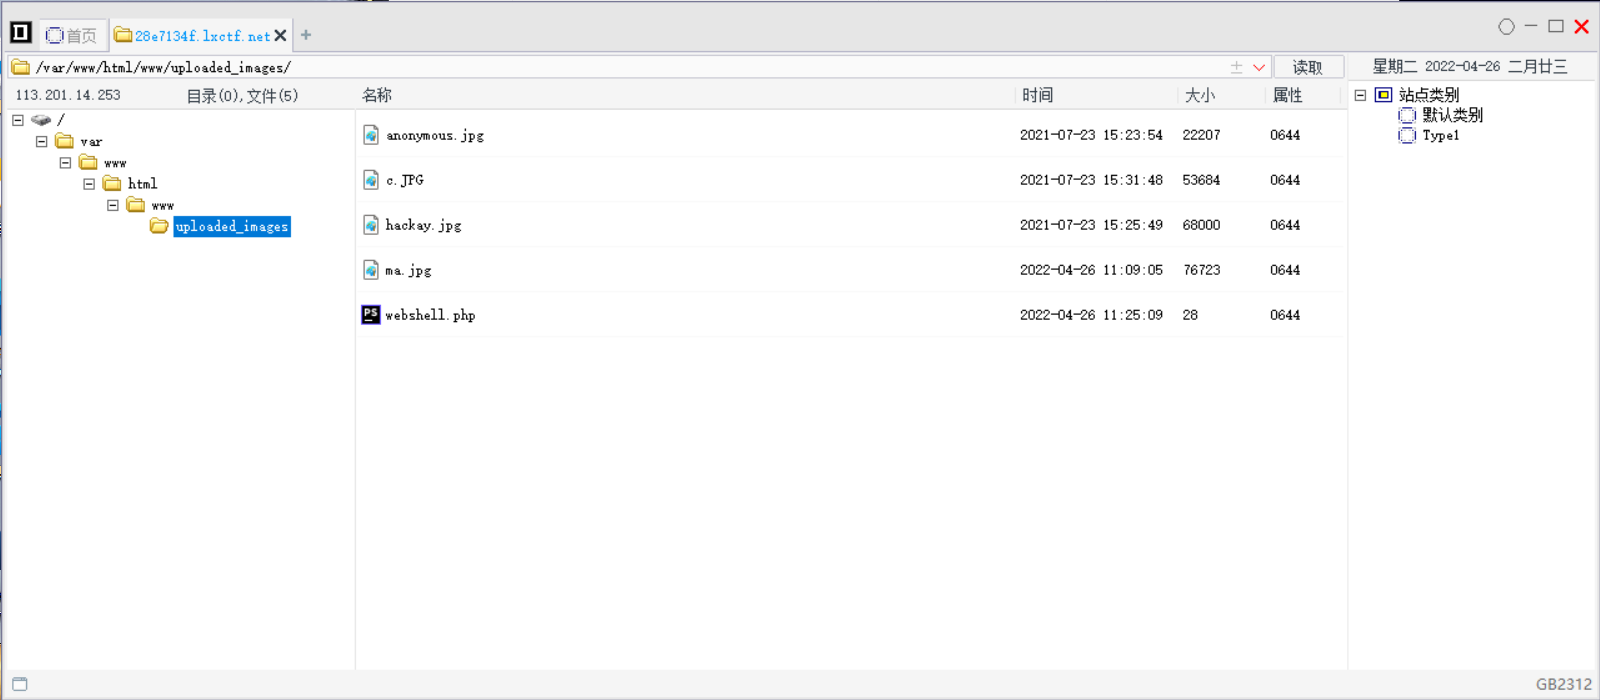 首页 28e7134f.lxctf.net +
/var/www/html/www/uploaded_images/ 读取 星期二 2022-04-26 二月廿三
113.201.14.253 目录(0),文件(5) 名称 时间 大小 属性 站点类别
/ 默认类别
var anonymous.jpg 2021-07-23 15:23:54 22207 0644 Type1
www
html c.JPG 2021-07-23 15:31:48 53684 0644
www
uploaded_images hackay.jpg 2021-07-23 15:25:49 68000 0644
ma.jpg 2022-04-26 11:09:05 76723 0644
PS webshell.php 2022-04-26 11:25:09 28 0644
GB2312